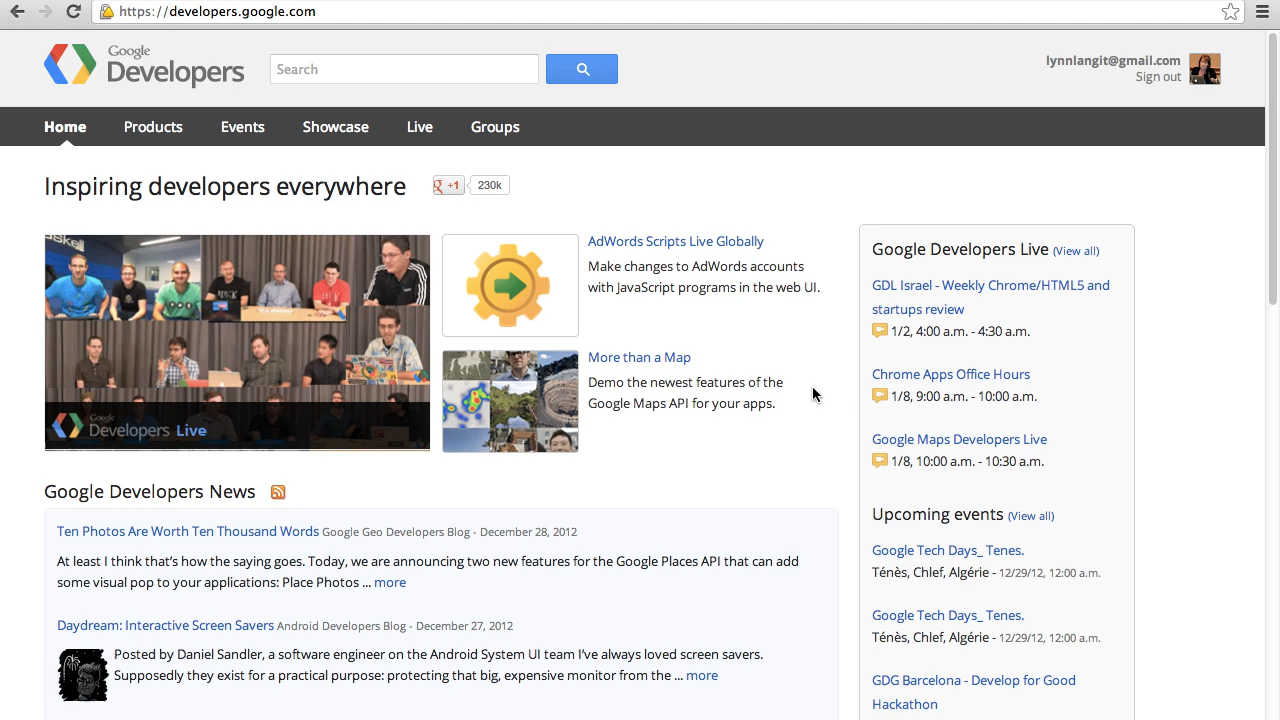 https://developers.google.com
Google
Developers
Search
lynnlangit@gmail.com
Sign out
Home Products Events Showcase Live Groups
Inspiring developers everywhere
+1 230k
Google Developers Live
AdWords Scripts Live Globally
Make changes to AdWords accounts
with JavaScript programs in the web UI.
More than a Map
Demo the newest features of the
Google Maps API for your apps.
Google Developers News
Ten Photos Are Worth Ten Thousand Words Google Geo Developers Blog - December 28, 2012
At least I think that's how the saying goes. Today, we are announcing two new features for the Google Places API that can add
some visual pop to your applications: Place Photos ... more
Daydream: Interactive Screen Savers Android Developers Blog - December 27, 2012
Posted by Daniel Sandler, a software engineer on the Android System UI team I've always loved screen savers.
Supposedly they exist for a practical purpose: protecting that big, expensive monitor from the ... more
Google Developers Live (View all)
GDL Israel - Weekly Chrome/HTML5 and
startups review
1/2, 4:00 a.m. - 4:30 a.m.
Chrome Apps Office Hours
1/8, 9:00 a.m. - 10:00 a.m.
Google Maps Developers Live
1/8, 10:00 a.m. - 10:30 a.m.
Upcoming events (View all)
Google Tech Days_ Tenes.
Ténès, Chlef, Algérie - 12/29/12, 12:00 a.m.
Google Tech Days_ Tenes.
Ténès, Chlef, Algérie - 12/29/12, 12:00 a.m.
GDG Barcelona - Develop for Good
Hackathon